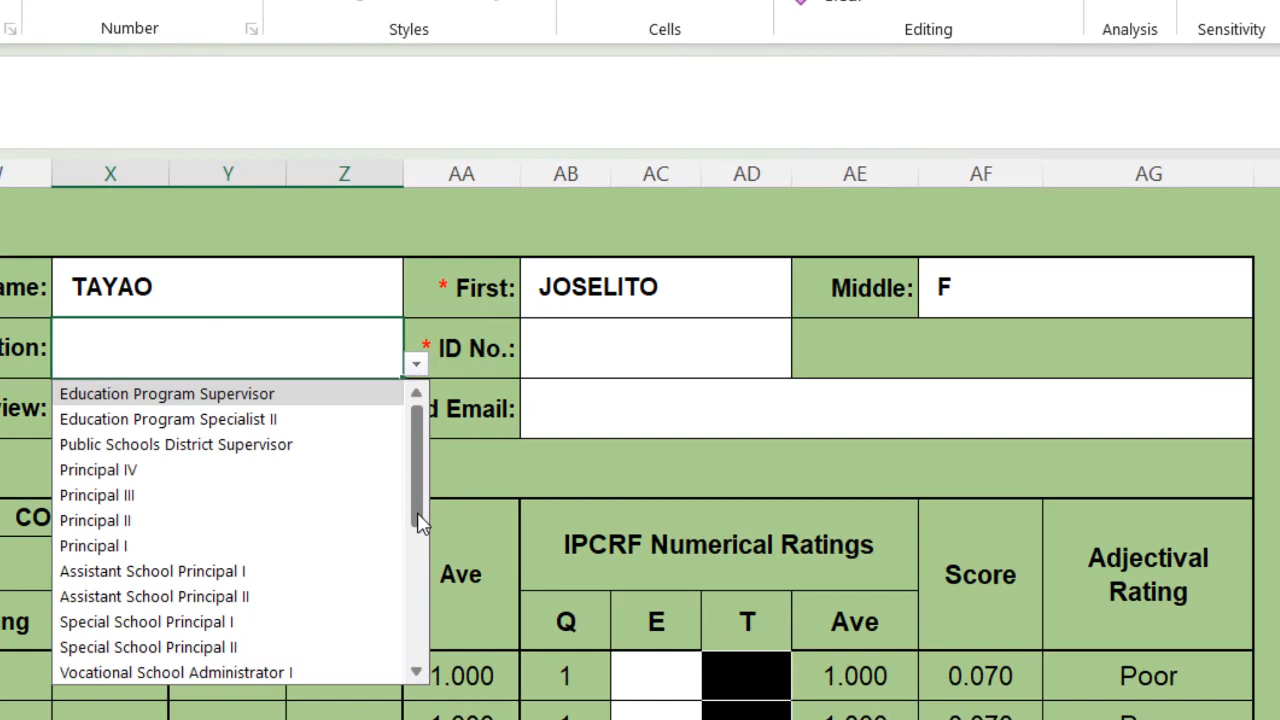 Number Styles Cells Editing Analysis Sensitivity
X Y Z AA AB AC AD AE AF AG
ame: TAYAO * First: JOSELITO Middle: F
tion: * ID No.:
iew: d Email:
Education Program Supervisor
Education Program Specialist II
Public Schools District Supervisor
Principal IV
Principal III
Principal II
Principal I
Assistant School Principal I
Assistant School Principal II
Special School Principal I
Special School Principal II
Vocational School Administrator I
CO
ng
Ave
IPCRF Numerical Ratings
Score
Adjectival
Rating
Q E T Ave
1.000 1 1.000 0.070 Poor